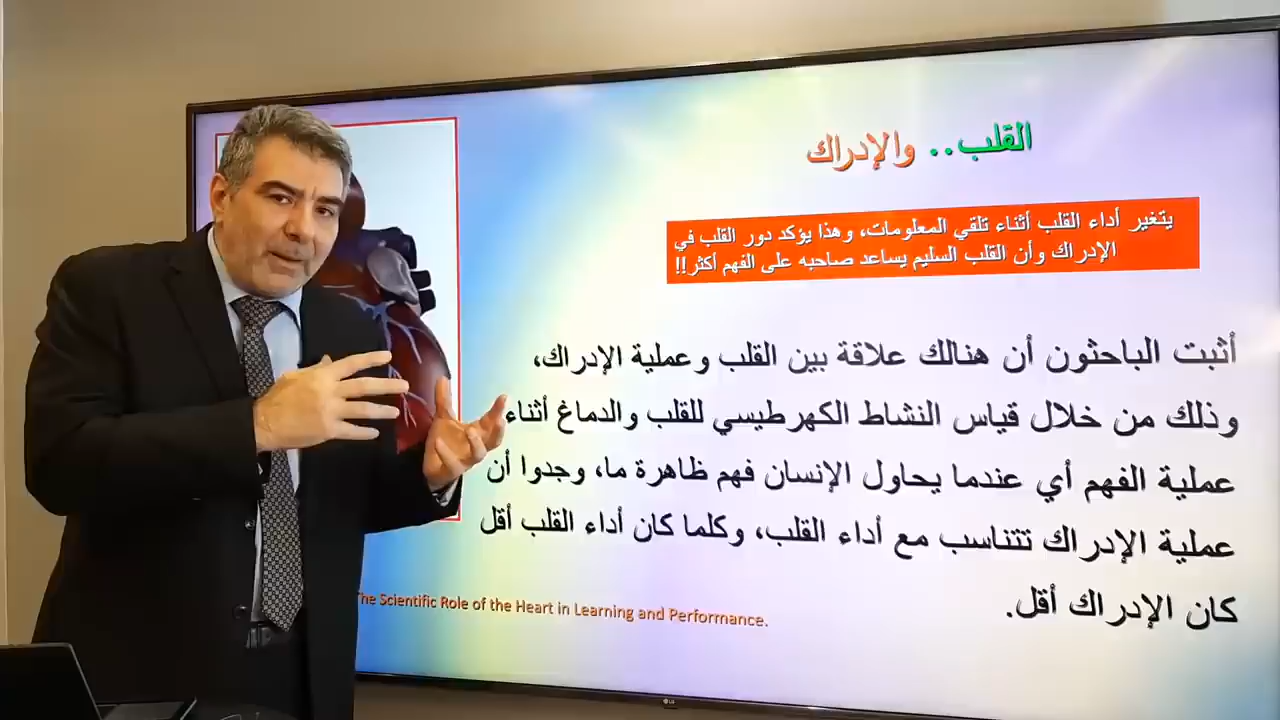 القلب.. والإدراك
يتغير أداء القلب أثناء تلقي المعلومات، وهذا يؤكد دور القلب في
الإدراك وأن القلب السليم يساعد صاحبه على الفهم أكثر!!
أثبت الباحثون أن هنالك علاقة بين القلب وعملية الإدراك،
وذلك من خلال قياس النشاط الكهرطيسي للقلب والدماغ أثناء
عملية الفهم أي عندما يحاول الإنسان فهم ظاهرة ما، وجدوا أن
عملية الإدراك تتناسب مع أداء القلب، وكلما كان أداء القلب أقل
كان الإدراك أقل.
The Scientific Role of the Heart in Learning and Performance.
LG